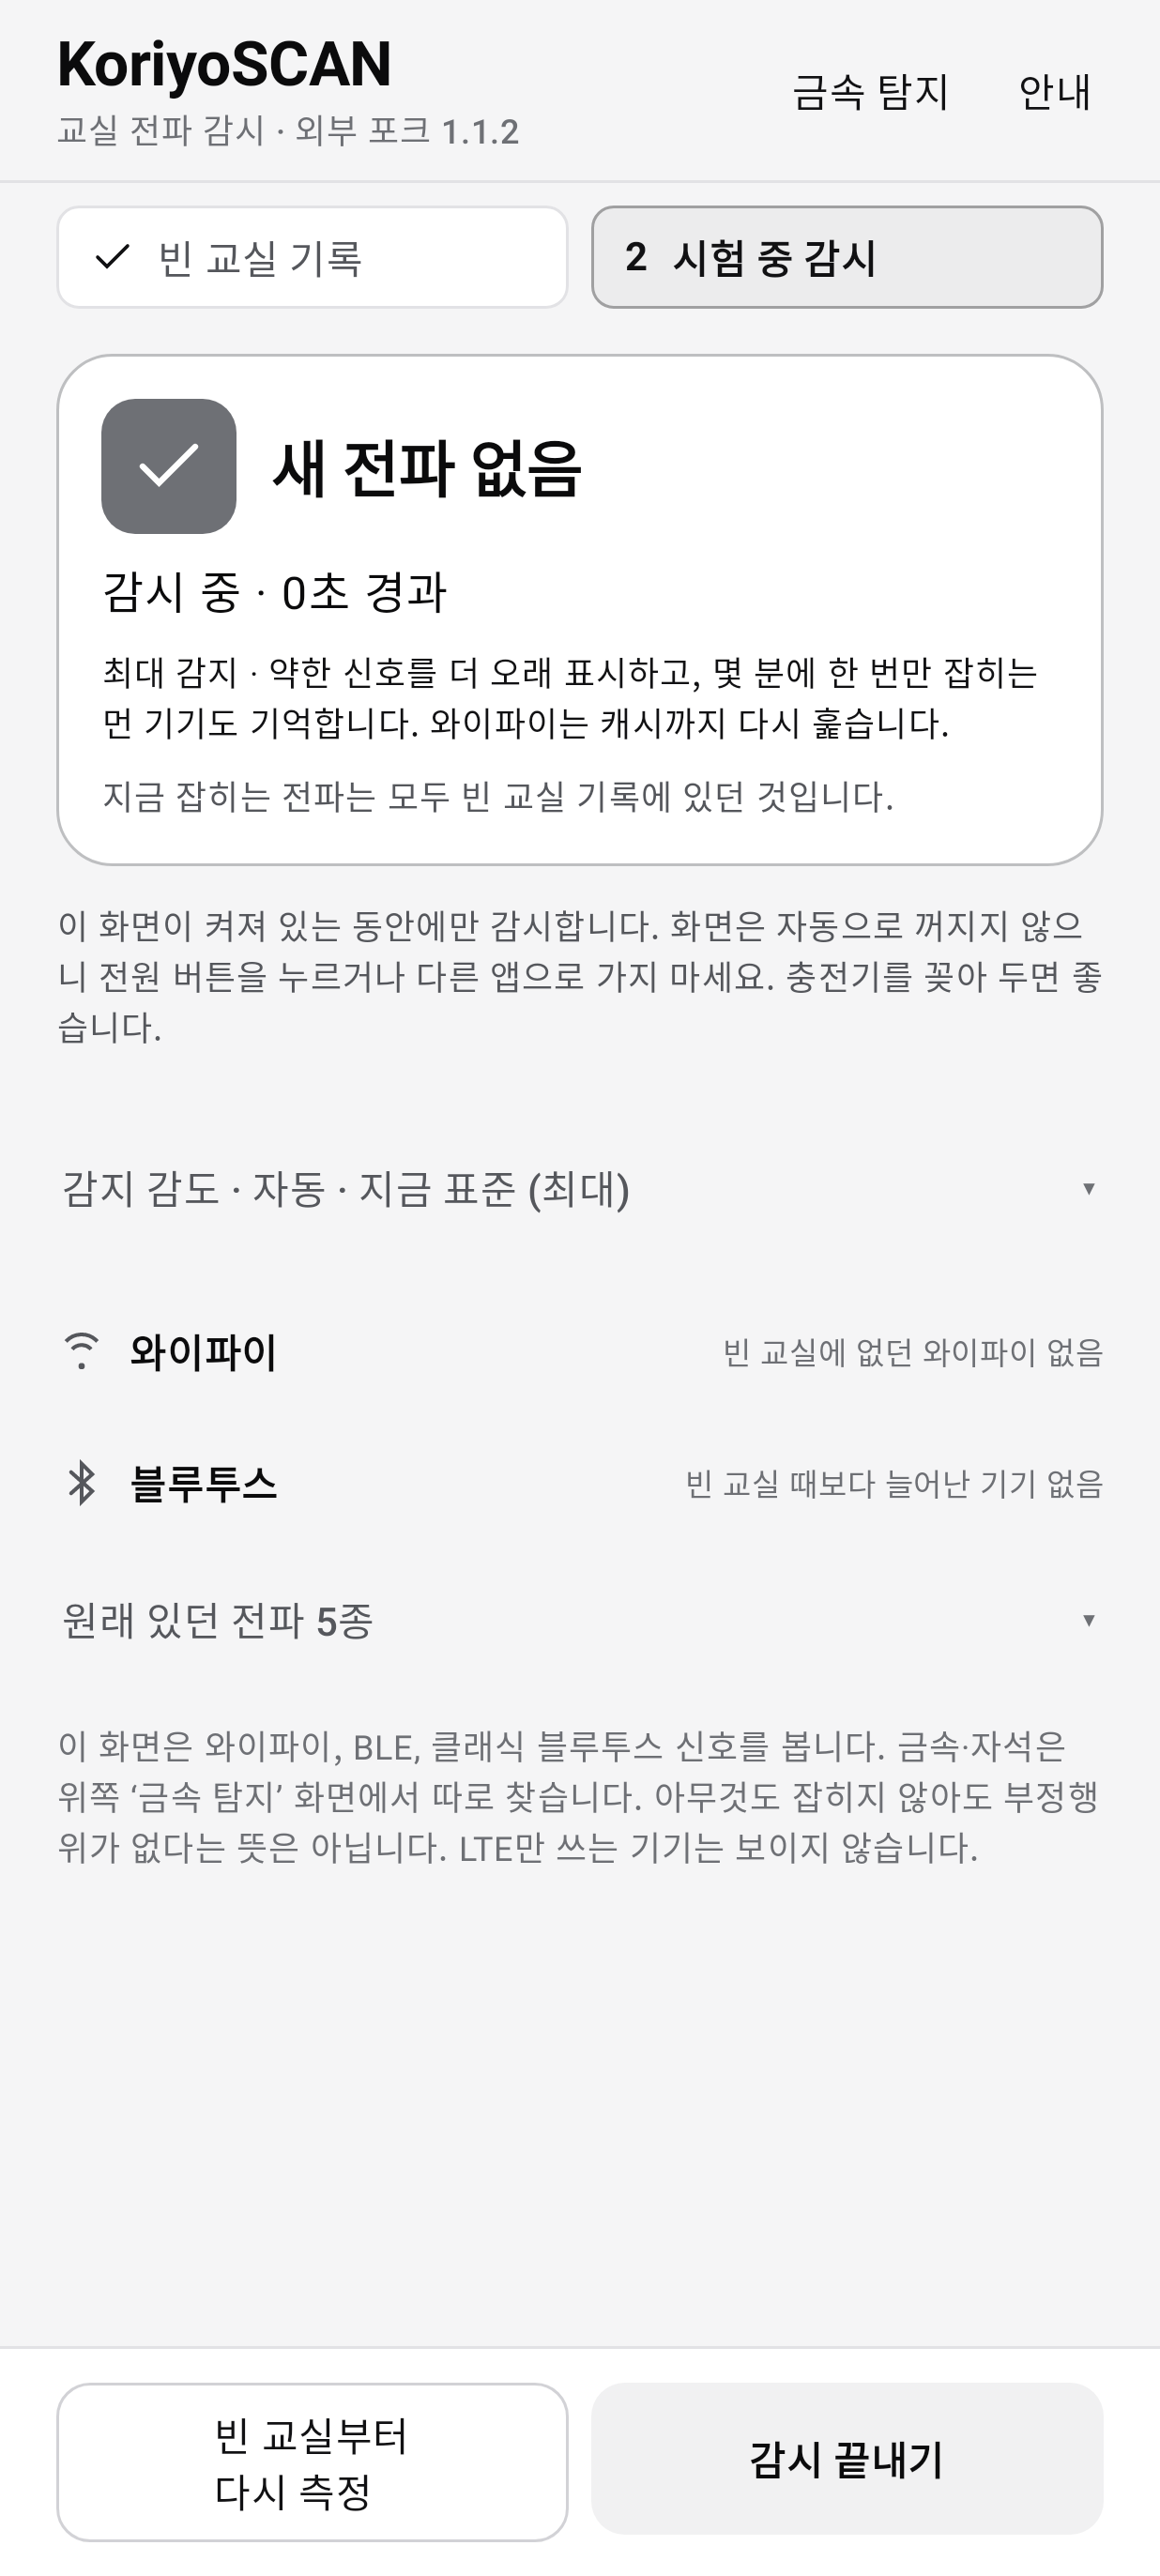 KoriyoSCAN
교실 전파 감시 · 외부 포크 1.1.2
금속 탐지
안내
빈 교실 기록
2 시험 중 감시
새 전파 없음
감시 중 · 0초 경과
최대 감지 · 약한 신호를 더 오래 표시하고, 몇 분에 한 번만 잡히는
먼 기기도 기억합니다. 와이파이는 캐시까지 다시 훑습니다.
지금 잡히는 전파는 모두 빈 교실 기록에 있던 것입니다.
이 화면이 켜져 있는 동안에만 감시합니다. 화면은 자동으로 꺼지지 않으
니 전원 버튼을 누르거나 다른 앱으로 가지 마세요. 충전기를 꽂아 두면 좋
습니다.
감지 감도 · 자동 · 지금 표준 (최대)
▼
와이파이
빈 교실에 없던 와이파이 없음
블루투스
빈 교실 때보다 늘어난 기기 없음
원래 있던 전파 5종
▼
이 화면은 와이파이, BLE, 클래식 블루투스 신호를 봅니다. 금속·자석은
위쪽 ‘금속 탐지’ 화면에서 따로 찾습니다. 아무것도 잡히지 않아도 부정행
위가 없다는 뜻은 아닙니다. LTE만 쓰는 기기는 보이지 않습니다.
빈 교실부터
다시 측정
감시 끝내기